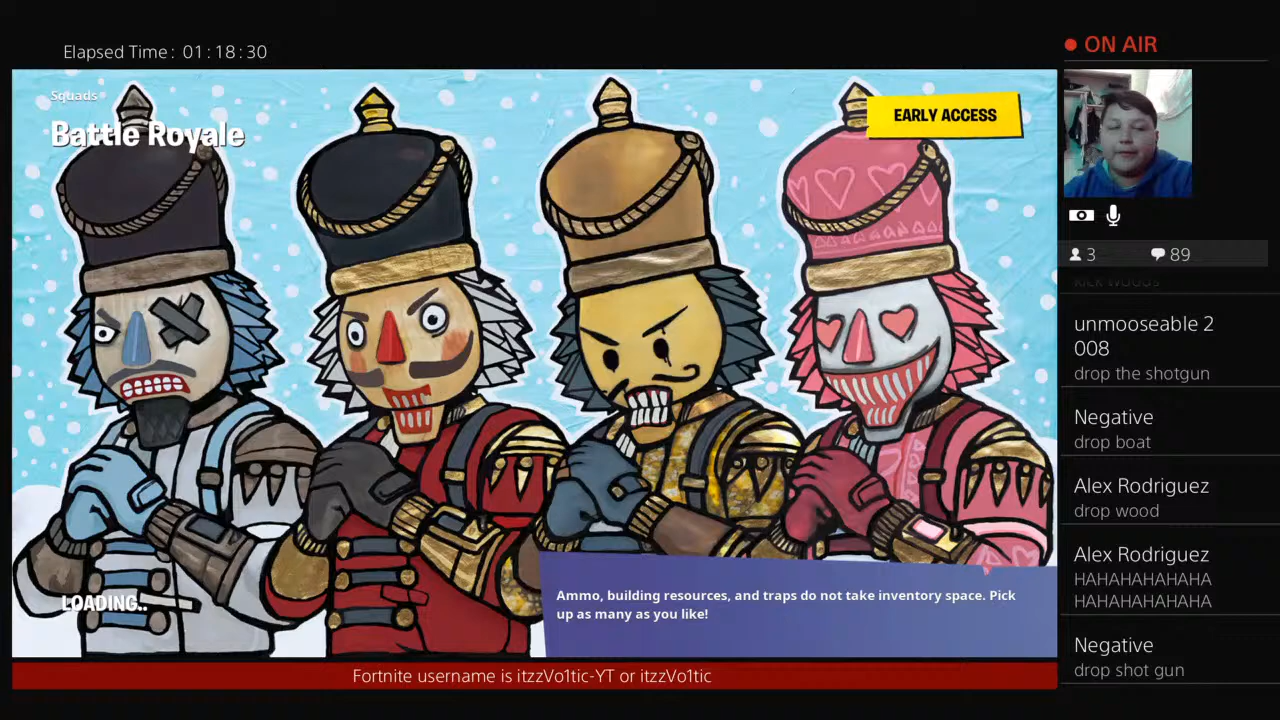 Elapsed Time: 01:18:30
ON AIR
Squads
Battle Royale
EARLY ACCESS
3
89
kick woods
unmooseable 2
008
drop the shotgun
Negative
drop boat
Alex Rodriguez
drop wood
Alex Rodriguez
HAHAHAHAHAHA
HAHAHAHAHAHA
Negative
drop shot gun
LOADING..
Ammo, building resources, and traps do not take inventory space. Pick
up as many as you like!
Fortnite username is itzzVo1tic-YT or itzzVo1tic